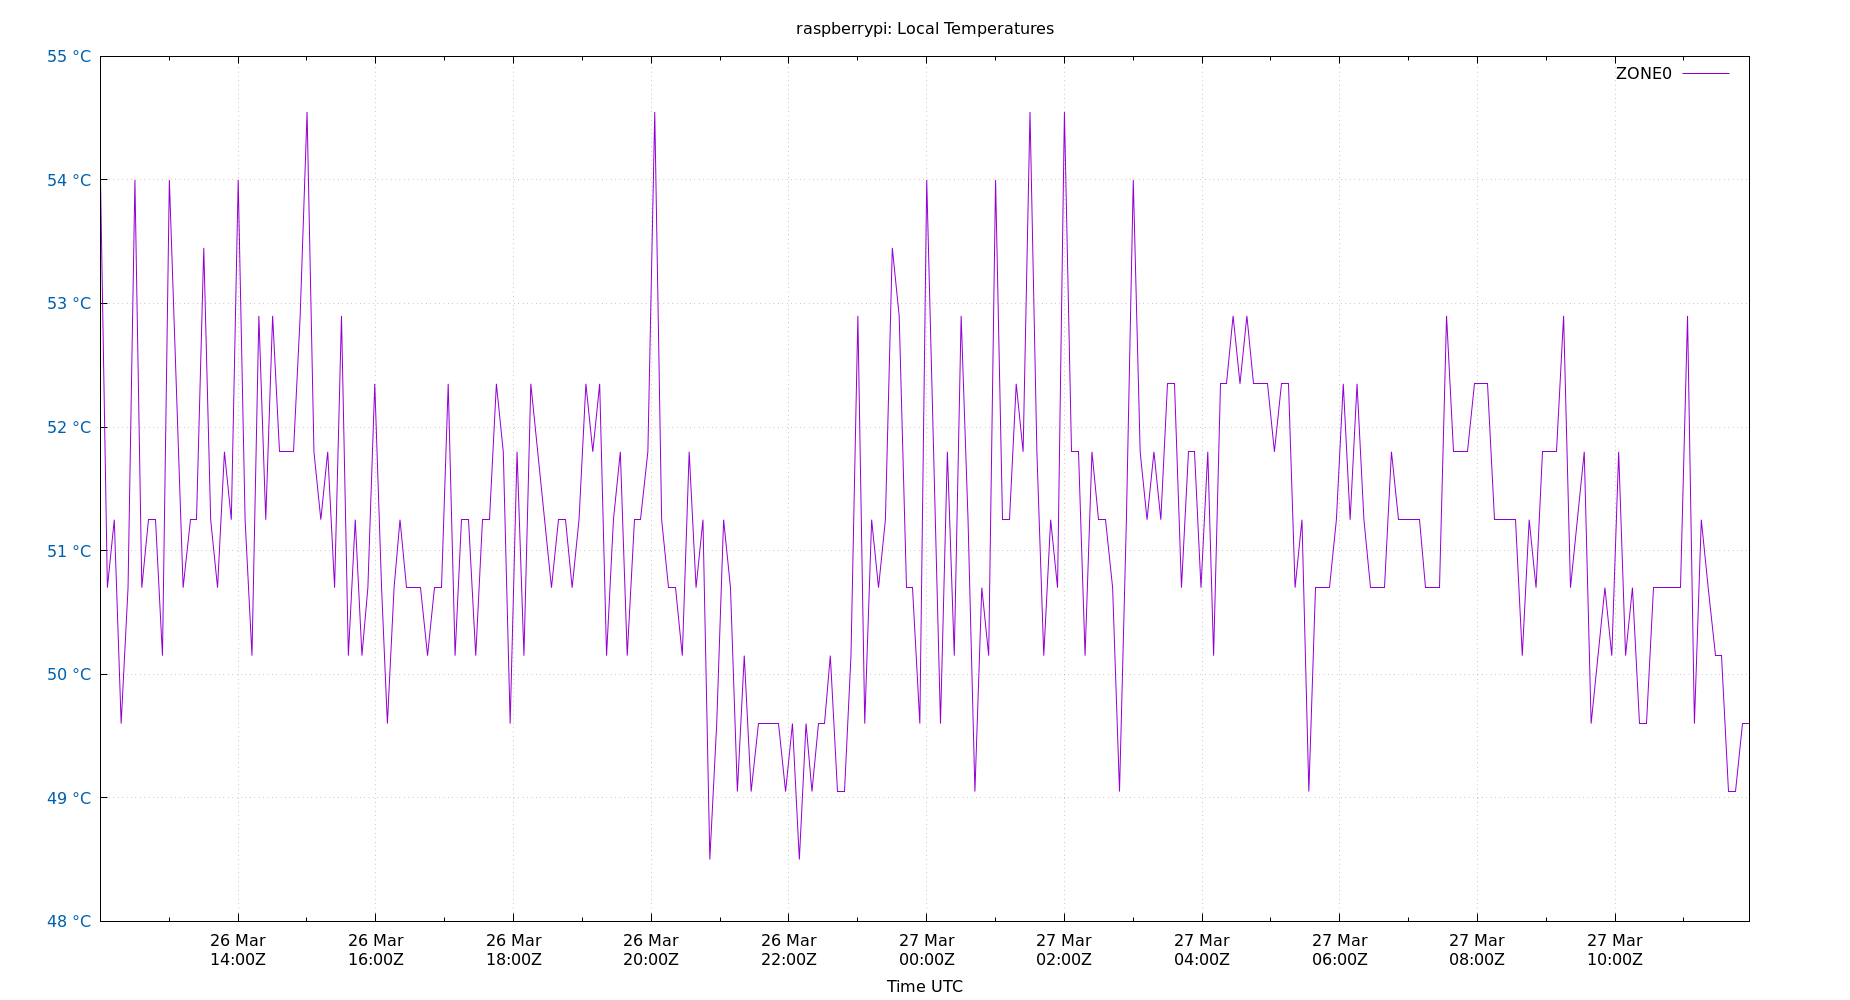 raspberrypi: Local Temperatures
55 °C
ZONE0
54 °C
53 °C
52 °C
51 °C
50 °C
49 °C
48 °C
26 Mar 26 Mar 26 Mar 26 Mar 26 Mar 27 Mar 27 Mar 27 Mar 27 Mar 27 Mar 27 Mar
14:00Z 16:00Z 18:00Z 20:00Z 22:00Z 00:00Z 02:00Z 04:00Z 06:00Z 08:00Z 10:00Z
Time UTC